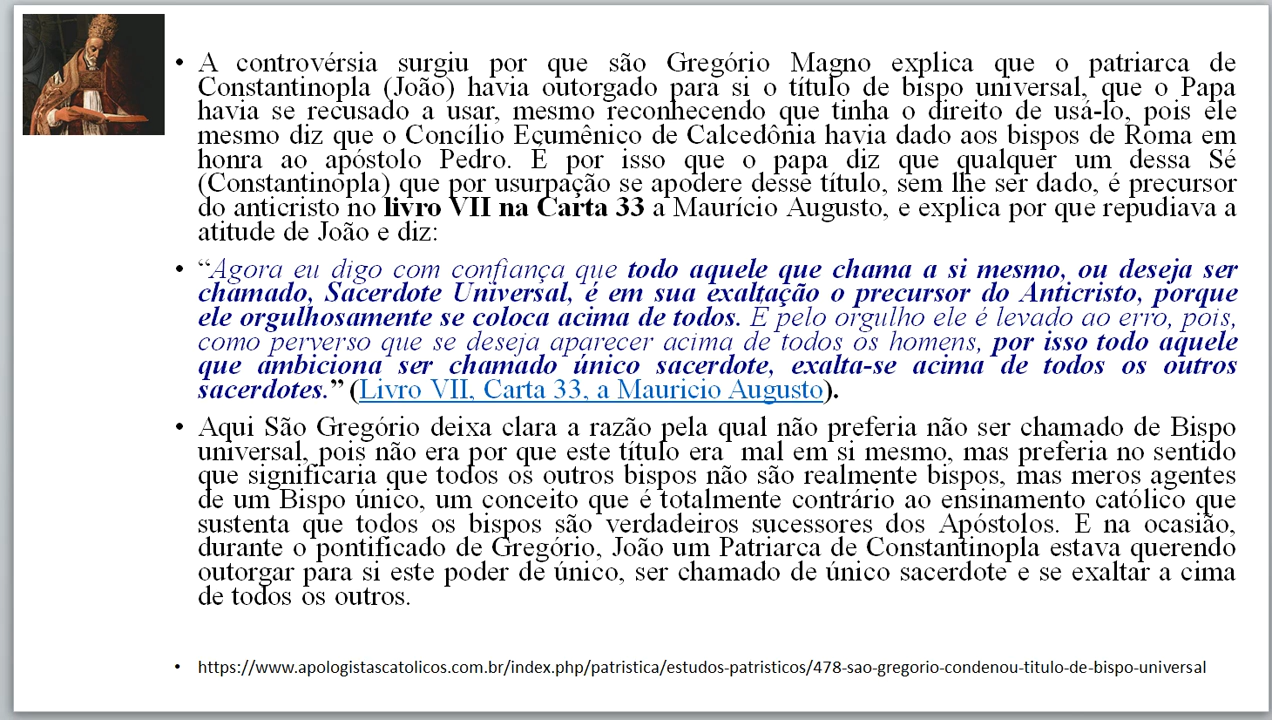 • A controvérsia surgiu por que são Gregório Magno explica que o patriarca de
Constantinopla (João) havia outorgado para si o título de bispo universal, que o Papa
havia se recusado a usar, mesmo reconhecendo que tinha o direito de usá-lo, pois ele
mesmo diz que o Concílio Ecumênico de Calcedônia havia dado aos bispos de Roma em
honra ao apóstolo Pedro. É por isso que o papa diz que qualquer um dessa Sé
(Constantinopla) que por usurpação se apodere desse título, sem lhe ser dado, é precursor
do anticristo no livro VII na Carta 33 a Maurício Augusto, e explica por que repudiava a
atitude de João e diz:
• “Agora eu digo com confiança que todo aquele que chama a si mesmo, ou deseja ser
chamado, Sacerdote Universal, é em sua exaltação o precursor do Anticristo, porque
ele orgulhosamente se coloca acima de todos. E pelo orgulho ele é levado ao erro, pois,
como perverso que se deseja aparecer acima de todos os homens, por isso todo aquele
que ambiciona ser chamado único sacerdote, exalta-se acima de todos os outros
sacerdotes.” (Livro VII, Carta 33, a Mauricio Augusto).
• Aqui São Gregório deixa clara a razão pela qual não preferia não ser chamado de Bispo
universal, pois não era por que este título era mal em si mesmo, mas preferia no sentido
que significaria que todos os outros bispos não são realmente bispos, mas meros agentes
de um Bispo único, um conceito que é totalmente contrário ao ensinamento católico que
sustenta que todos os bispos são verdadeiros sucessores dos Apóstolos. E na ocasião,
durante o pontificado de Gregório, João um Patriarca de Constantinopla estava querendo
outorgar para si este poder de único, ser chamado de único sacerdote e se exaltar a cima
de todos os outros.
• https://www.apologistascatolicos.com.br/index.php/patristica/estudos-patristicos/478-sao-gregorio-condenou-titulo-de-bispo-universal